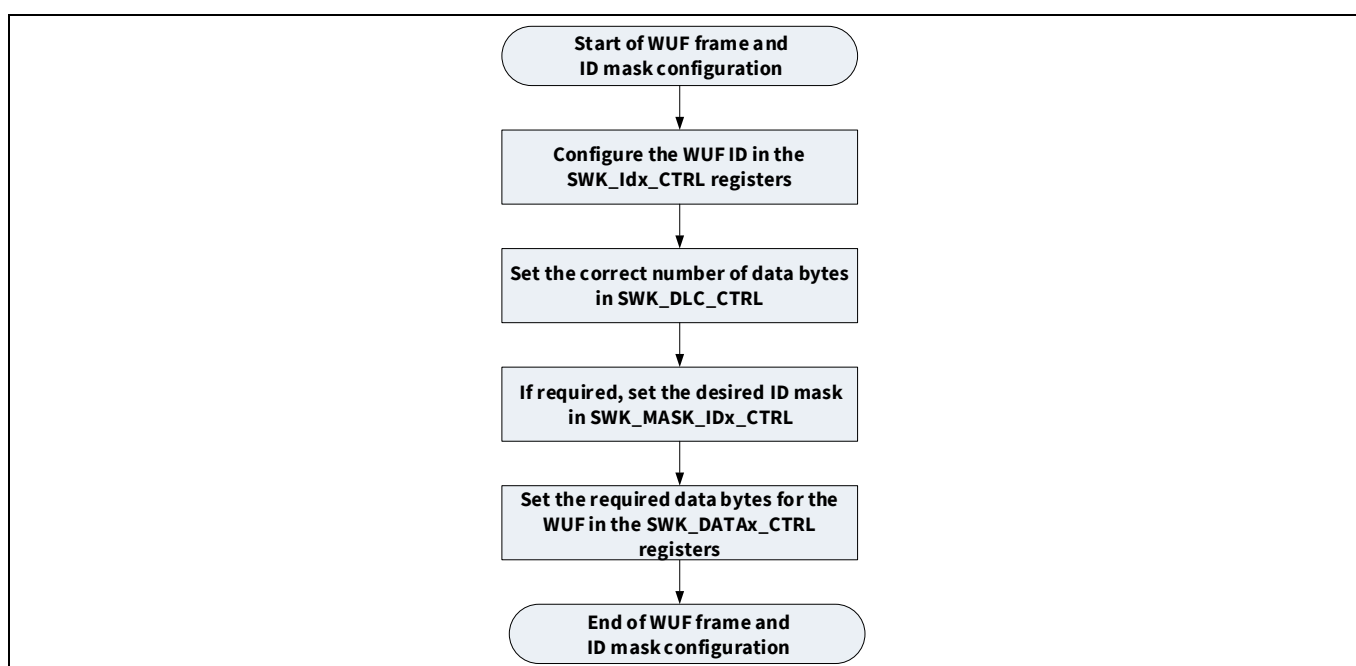 Start of WUF frame and
ID mask configuration
Configure the WUF ID in the
SWK_Idx_CTRL registers
Set the correct number of data bytes
in SWK_DLC_CTRL
If required, set the desired ID mask
in SWK_MASK_IDx_CTRL
Set the required data bytes for the
WUF in the SWK_DATAx_CTRL
registers
End of WUF frame and
ID mask configuration